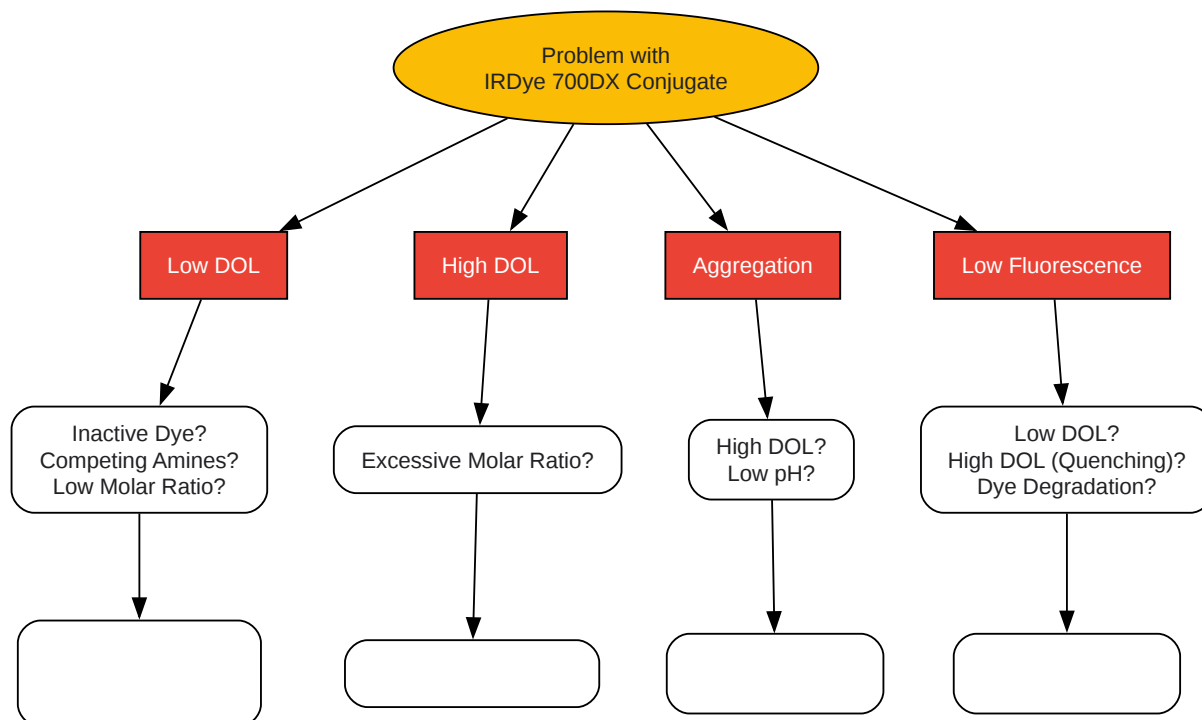 Problem with
IRDye 700DX Conjugate
Low DOL
High DOL
Aggregation
Low Fluorescence
Inactive Dye?
Competing Amines?
Low Molar Ratio?
Excessive Molar Ratio?
High DOL?
Low pH?
Low DOL?
High DOL (Quenching)?
Dye Degradation?